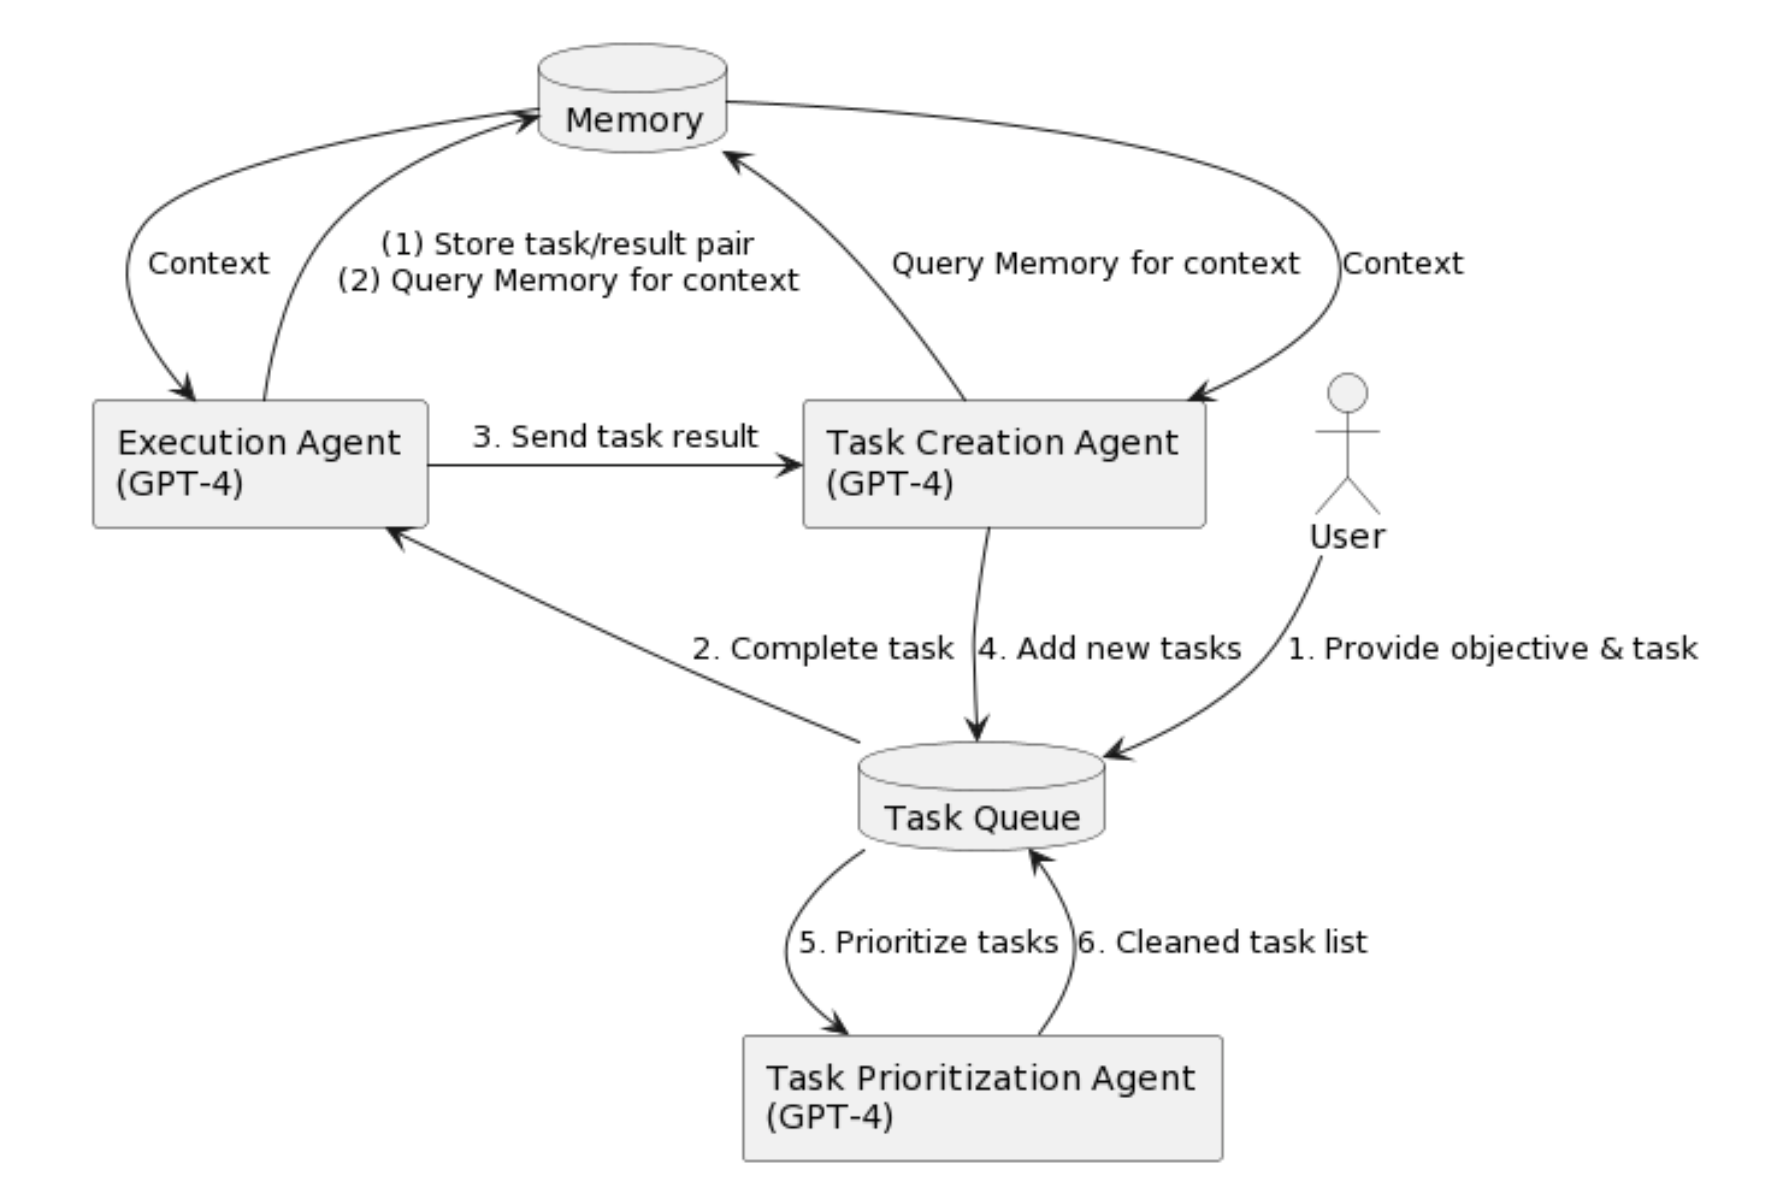 Memory
(1) Store task/result pair
(2) Query Memory for context
Context
Query Memory for context
Context
Execution Agent
(GPT-4)
3. Send task result
Task Creation Agent
(GPT-4)
User
2. Complete task
4. Add new tasks
1. Provide objective & task
Task Queue
5. Prioritize tasks
6. Cleaned task list
Task Prioritization Agent
(GPT-4)